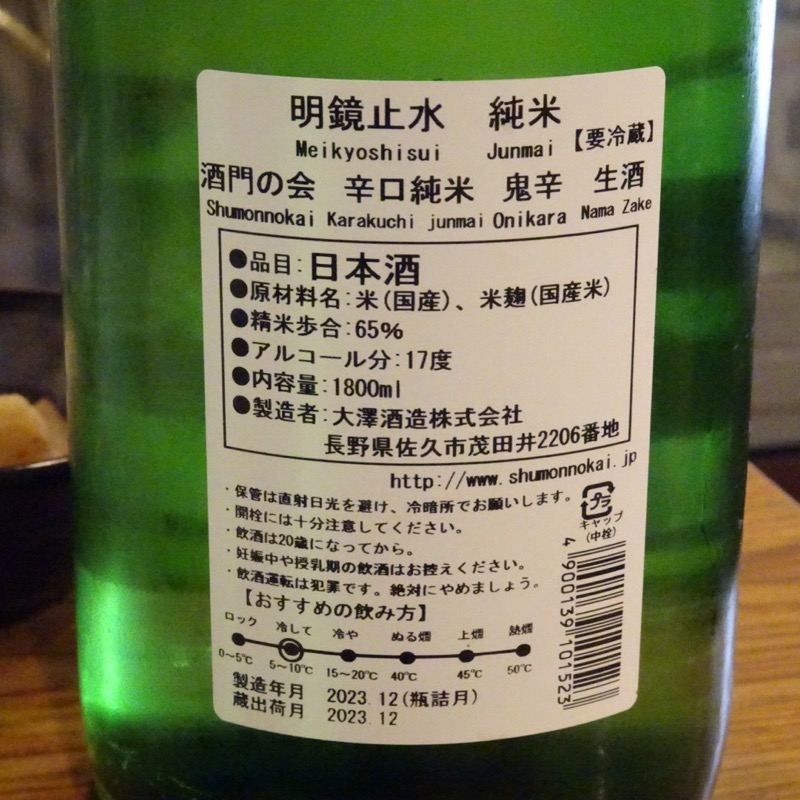 明鏡止水 純米
Meikyoshisui Junmai 【要冷蔵】
酒門の会 辛口純米 鬼辛 生酒
Shumonnokai Karakuchi junmai Onikara Nama Zake
●品目:日本酒
●原材料名:米(国産)、米麹(国産米)
●精米歩合:65%
●アルコール分:17度
●内容量:1800ml
●製造者:大澤酒造株式会社
長野県佐久市茂田井2206番地
http://www.shumonnokai.jp
・保管は直射日光を避け、冷暗所でお願いします。
・開栓には十分注意してください。
・飲酒は20歳になってから。
・妊娠中や授乳期の飲酒はお控えください。
・飲酒運転は犯罪です。絶対にやめましょう。
プラ
キャップ
(中栓)
4 900139 101523
【おすすめの飲み方】
ロック 冷して 冷や ぬる燗 上燗 熱燗
0~5℃ 5~10℃ 15~20℃ 40℃ 45℃ 50℃
製造年月 2023.12(瓶詰月)
蔵出荷月 2023.12